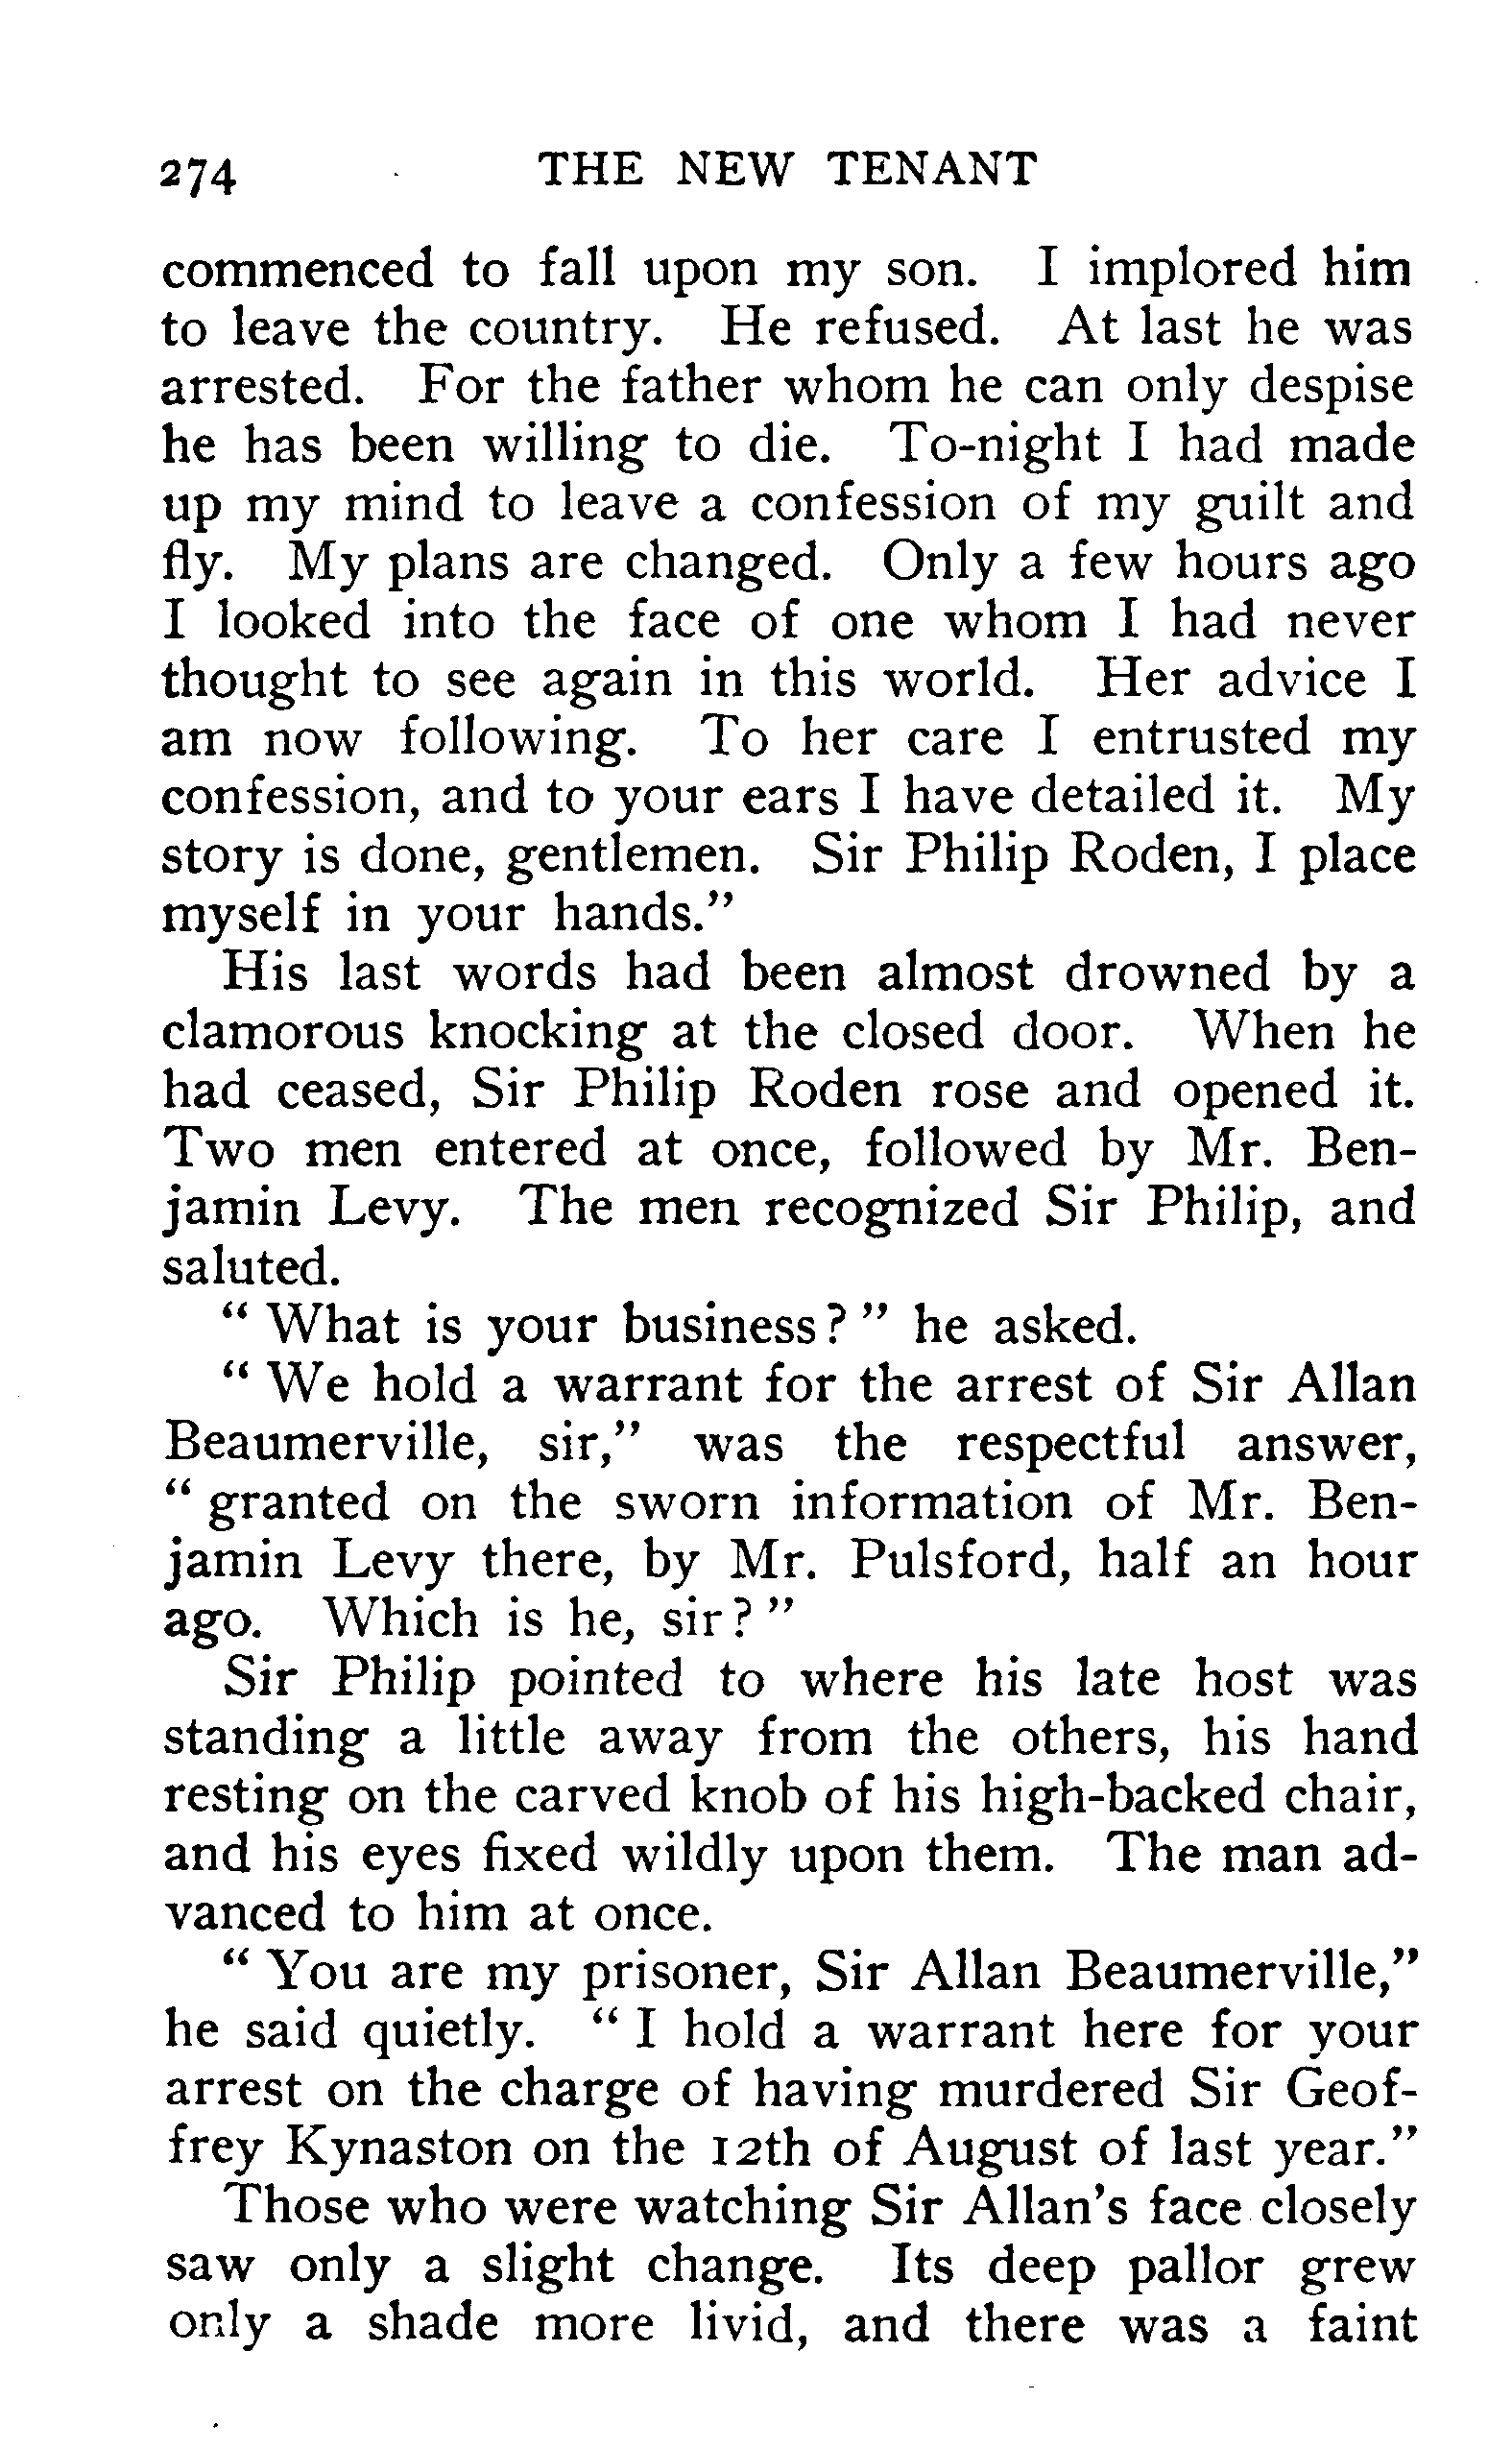 274 THE NEW TENANT
commenced to fall upon my son. I implored him
to leave the country. He refused. At last he was
arrested. For the father whom he can only despise
he has been willing to die. To-night I had made
up my mind to leave a confession of my guilt and
fly. My plans are changed. Only a few hours ago
I looked into the face of one whom I had never
thought to see again in this world. Her advice I
am now following. To her care I entrusted my
confession, and to your ears I have detailed it. My
story is done, gentlemen. Sir Philip Roden, I place
myself in your hands."
His last words had been almost drowned by a
clamorous knocking at the closed door. When he
had ceased, Sir Philip Roden rose and opened it.
Two men entered at once, followed by Mr. Ben-
jamin Levy. The men recognized Sir Philip, and
saluted.
" What is your business? " he asked.
" We hold a warrant for the arrest of Sir Allan
Beaumerville, sir," was the respectful answer,
" granted on the sworn information of Mr. Ben-
jamin Levy there, by Mr. Pulsford, half an hour
ago. Which is he, sir? "
Sir Philip pointed to where his late host was
standing a little away from the others, his hand
resting on the carved knob of his high-backed chair,
and his eyes fixed wildly upon them. The man ad-
vanced to him at once.
" You are my prisoner, Sir Allan Beaumerville,"
he said quietly. " I hold a warrant here for your
arrest on the charge of having murdered Sir Geof-
frey Kynaston on the 12th of August of last year."
Those who were watching Sir Allan's face closely
saw only a slight change. Its deep pallor grew
only a shade more livid, and there was a faint